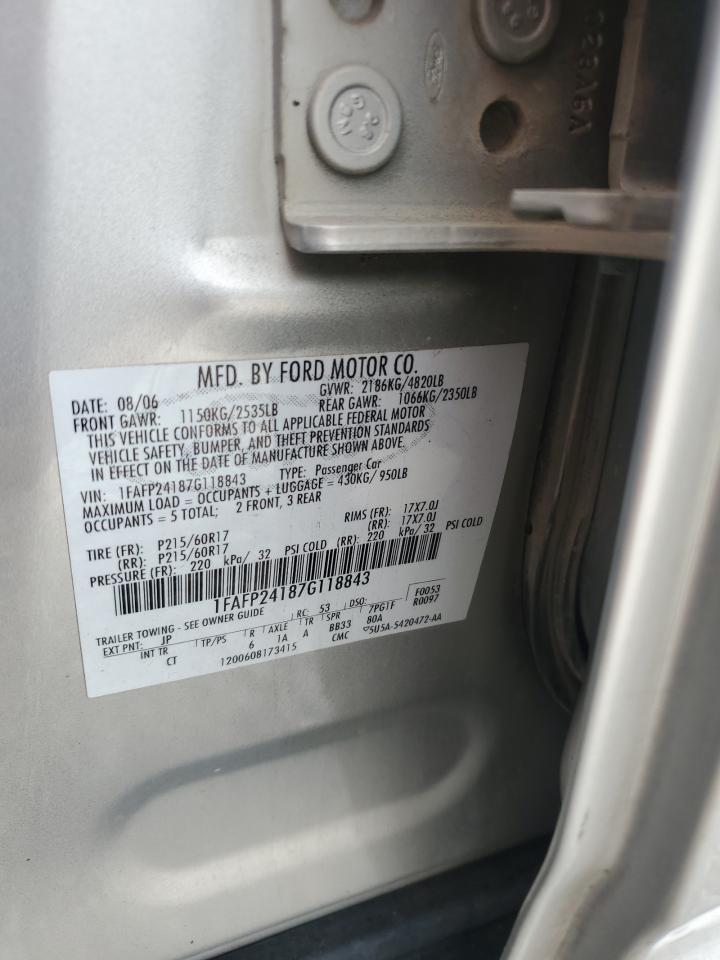 MFD. BY FORD MOTOR CO.
DATE: 08/06 GVWR: 2186KG/4820LB
FRONT GAWR: 1150KG/2535LB REAR GAWR: 1066KG/2350LB
THIS VEHICLE CONFORMS TO ALL APPLICABLE FEDERAL MOTOR
VEHICLE SAFETY, BUMPER, AND THEFT PREVENTION STANDARDS
IN EFFECT ON THE DATE OF MANUFACTURE SHOWN ABOVE.
VIN: 1FAFP24187G118843 TYPE: Passenger Car
MAXIMUM LOAD = OCCUPANTS + LUGGAGE = 430KG/ 950LB
OCCUPANTS = 5 TOTAL; 2 FRONT, 3 REAR
TIRE (FR): P215/60R17 RIMS (FR): 17X7.0J
(RR): P215/60R17 (RR): 17X7.0J
PRESSURE (FR): 220 kPa/ 32 PSI COLD (RR): 220 kPa/ 32 PSI COLD
1FAFP24187G118843
F0053
R0097
TRAILER TOWING - SEE OWNER GUIDE RC: 53 DSO: 7PG1F
EXT PNT: JP R AXLE TR SPR 80A
INT TR TP/PS 6 1A A BB33 5U5A-5420472-AA
CT CMC
1200608173415